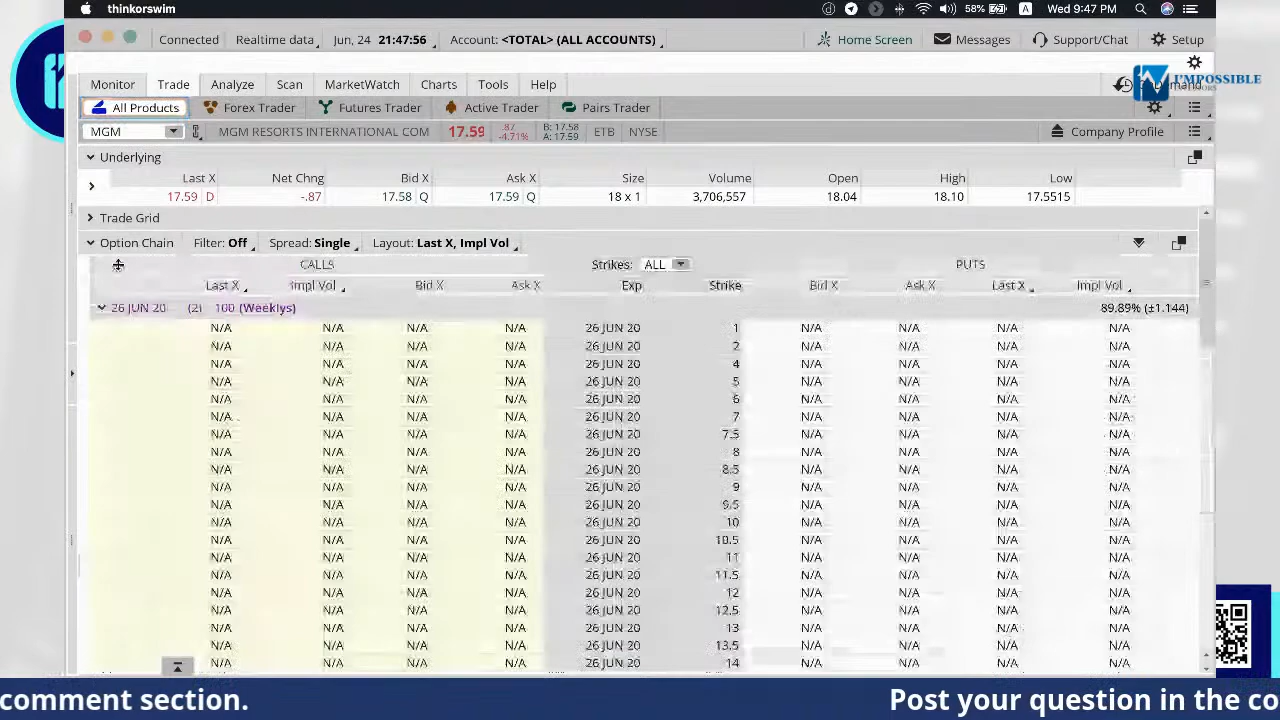 thinkorswim 58% A Wed 9:47 PM
Connected Realtime data Jun, 24 21:47:56 Account: <TOTAL> (ALL ACCOUNTS) Home Screen Messages Support/Chat Setup
Monitor Trade Analyze Scan MarketWatch Charts Tools Help
I'MPOSSIBLE
All Products Forex Trader Futures Trader Active Trader Pairs Trader
MGM MGM RESORTS INTERNATIONAL COM 17.59 -.87 -4.71% B: 17.58 A: 17.59 ETB NYSE Company Profile
Underlying
Last X Net Chng Bid X Ask X Size Volume Open High Low
17.59 D -.87 17.58 Q 17.59 Q 18 x 1 3,706,557 18.04 18.10 17.5515
Trade Grid
Option Chain Filter: Off Spread: Single Layout: Last X, Impl Vol
CALLS Strikes: ALL PUTS
Last X Impl Vol Bid X Ask X Exp Strike Bid X Ask X Last X Impl Vol
26 JUN 20 (2) 100 (Weeklys) 89.89% (±1.144)
N/A N/A N/A N/A 26 JUN 20 1 N/A N/A N/A N/A
N/A N/A N/A N/A 26 JUN 20 2 N/A N/A N/A N/A
N/A N/A N/A N/A 26 JUN 20 4 N/A N/A N/A N/A
N/A N/A N/A N/A 26 JUN 20 5 N/A N/A N/A N/A
N/A N/A N/A N/A 26 JUN 20 6 N/A N/A N/A N/A
N/A N/A N/A N/A 26 JUN 20 7 N/A N/A N/A N/A
N/A N/A N/A N/A 26 JUN 20 7.5 N/A N/A N/A N/A
N/A N/A N/A N/A 26 JUN 20 8 N/A N/A N/A N/A
N/A N/A N/A N/A 26 JUN 20 8.5 N/A N/A N/A N/A
N/A N/A N/A N/A 26 JUN 20 9 N/A N/A N/A N/A
N/A N/A N/A N/A 26 JUN 20 9.5 N/A N/A N/A N/A
N/A N/A N/A N/A 26 JUN 20 10 N/A N/A N/A N/A
N/A N/A N/A N/A 26 JUN 20 10.5 N/A N/A N/A N/A
N/A N/A N/A N/A 26 JUN 20 11 N/A N/A N/A N/A
N/A N/A N/A N/A 26 JUN 20 11.5 N/A N/A N/A N/A
N/A N/A N/A N/A 26 JUN 20 12 N/A N/A N/A N/A
N/A N/A N/A N/A 26 JUN 20 12.5 N/A N/A N/A N/A
N/A N/A N/A N/A 26 JUN 20 13 N/A N/A N/A N/A
N/A N/A N/A N/A 26 JUN 20 13.5 N/A N/A N/A N/A
N/A N/A N/A N/A 26 JUN 20 14 N/A N/A N/A N/A
comment section. Post your question in the co